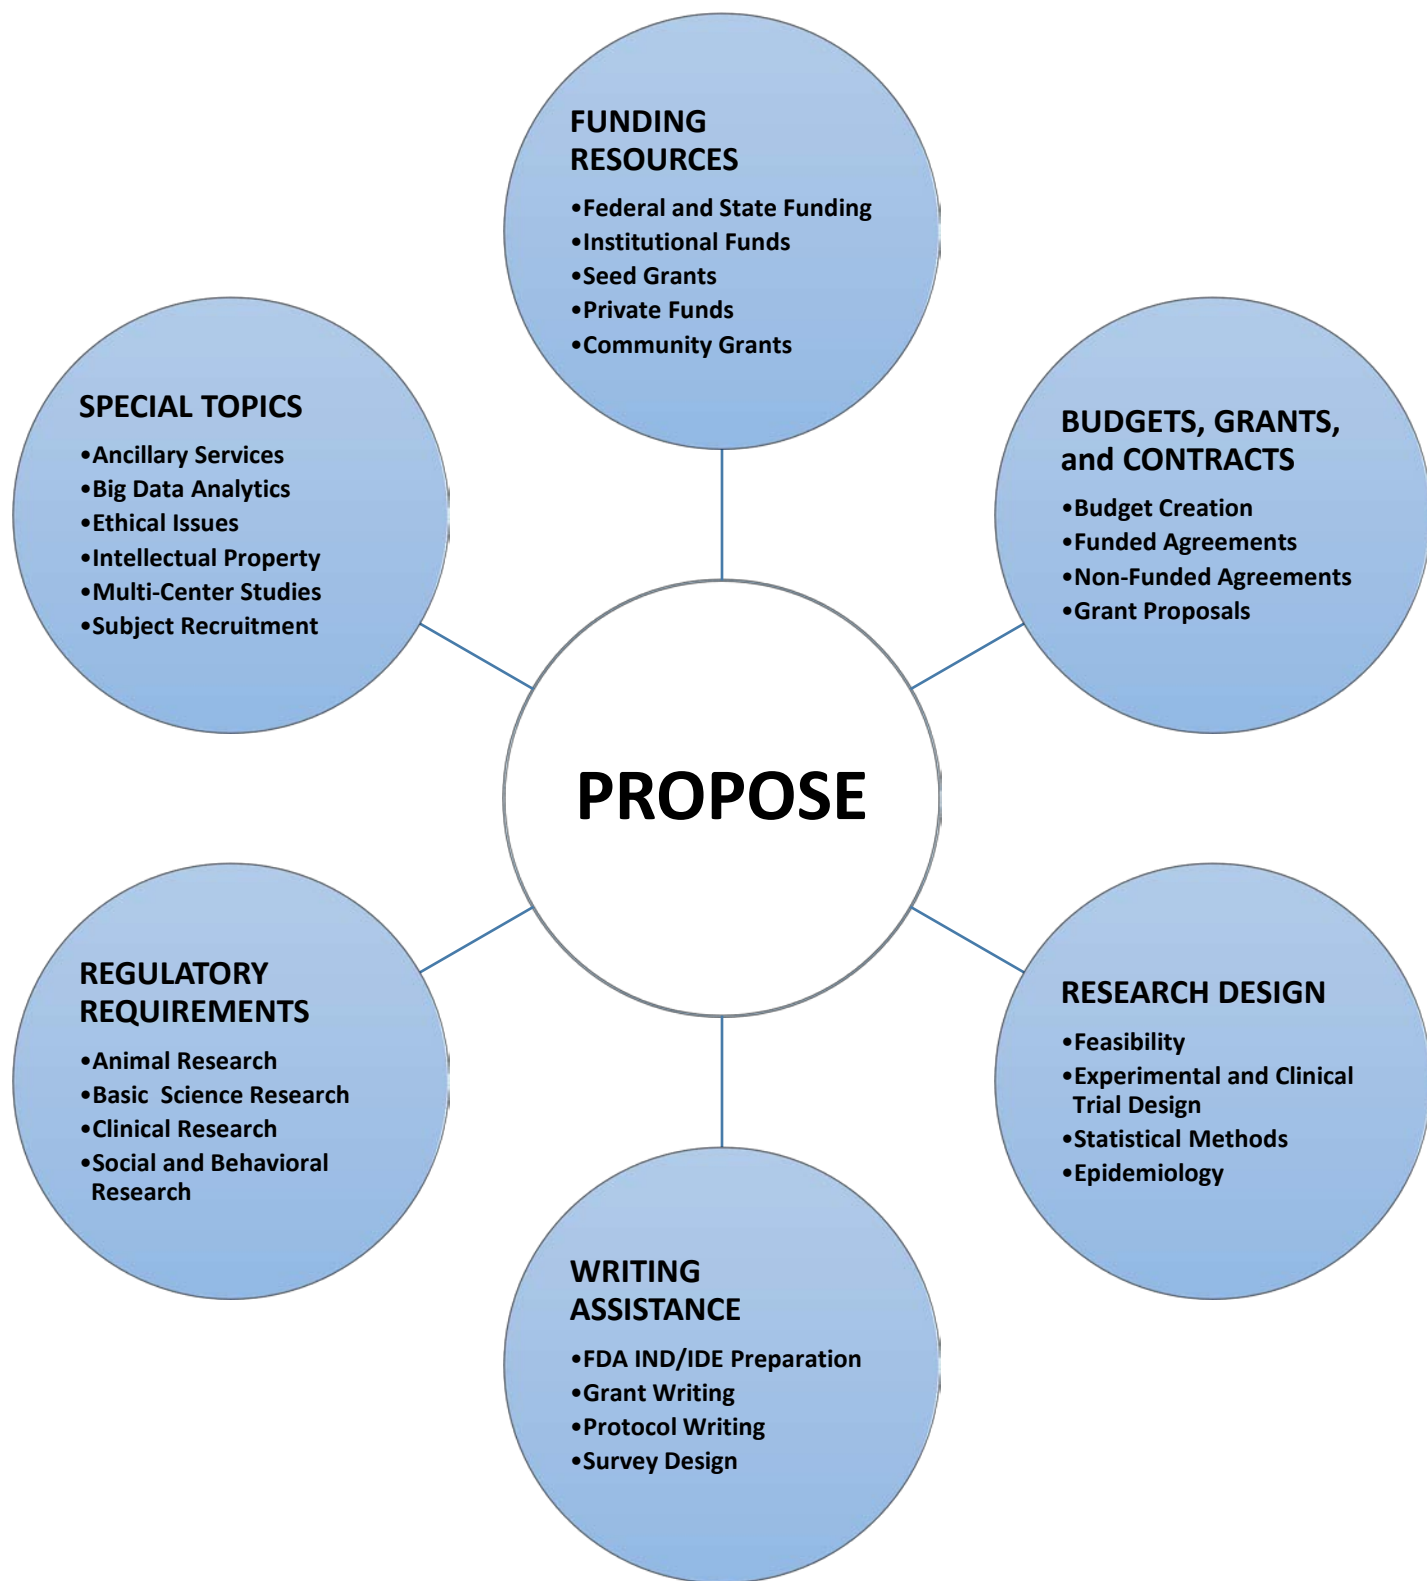 FUNDING
RESOURCES
•Federal and State Funding
•Institutional Funds
•Seed Grants
•Private Funds
•Community Grants
BUDGETS, GRANTS,
and CONTRACTS
•Budget Creation
•Funded Agreements
•Non-Funded Agreements
•Grant Proposals
RESEARCH DESIGN
•Feasibility
•Experimental and Clinical
Trial Design
•Statistical Methods
•Epidemiology
WRITING
ASSISTANCE
•FDA IND/IDE Preparation
•Grant Writing
•Protocol Writing
•Survey Design
REGULATORY
REQUIREMENTS
•Animal Research
•Basic  Science Research
•Clinical Research
•Social and Behavioral
Research
SPECIAL TOPICS
•Ancillary Services
•Big Data Analytics
•Ethical Issues
•Intellectual Property
•Multi-Center Studies
•Subject Recruitment
PROPOSE